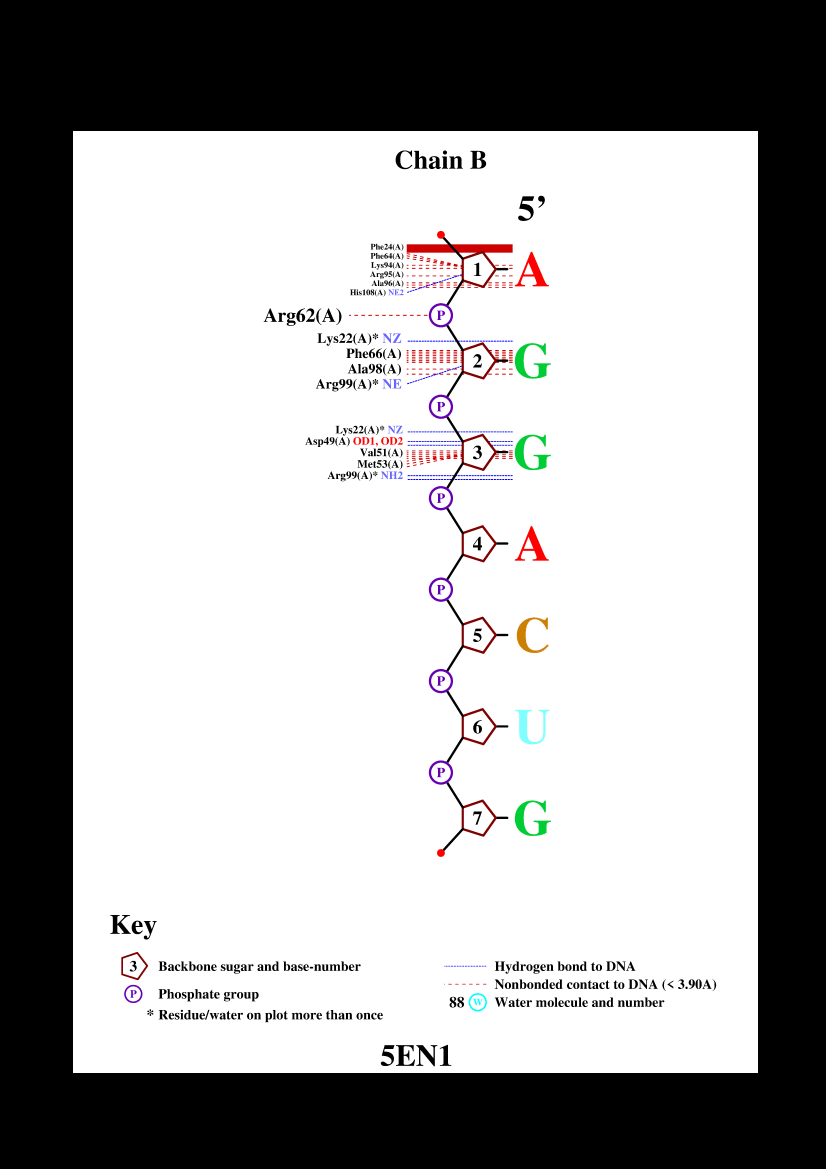 Chain B
5’
Phe24(A)
Phe64(A)
Lys94(A)
Arg95(A)
Ala96(A)
His108(A) NE2
1 A
Arg62(A) P
Lys22(A)* NZ
Phe66(A)
2 G
Ala98(A)
Arg99(A)* NE
P
Lys22(A)* NZ
Asp49(A) OD1, OD2
Val51(A)
3 G
Met53(A)
Arg99(A)* NH2
P
4 A
P
5 C
P
6 U
P
7 G
Key
3 Backbone sugar and base-number
P Phosphate group
* Residue/water on plot more than once
Hydrogen bond to DNA
Nonbonded contact to DNA (< 3.90A)
88 W Water molecule and number
5EN1